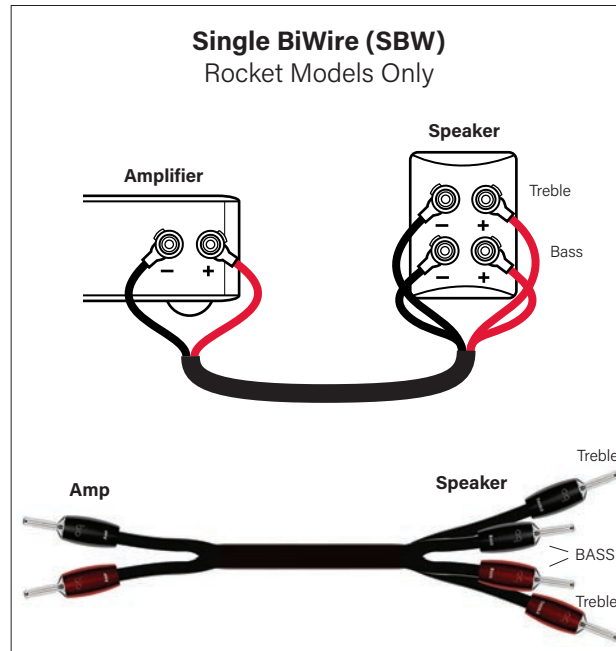 Single BiWire (SBW)
Rocket Models Only
Speaker
Amplifier
Treble
Bass
− +
− +
− +
Treble
Amp
Speaker
BASS
Treble